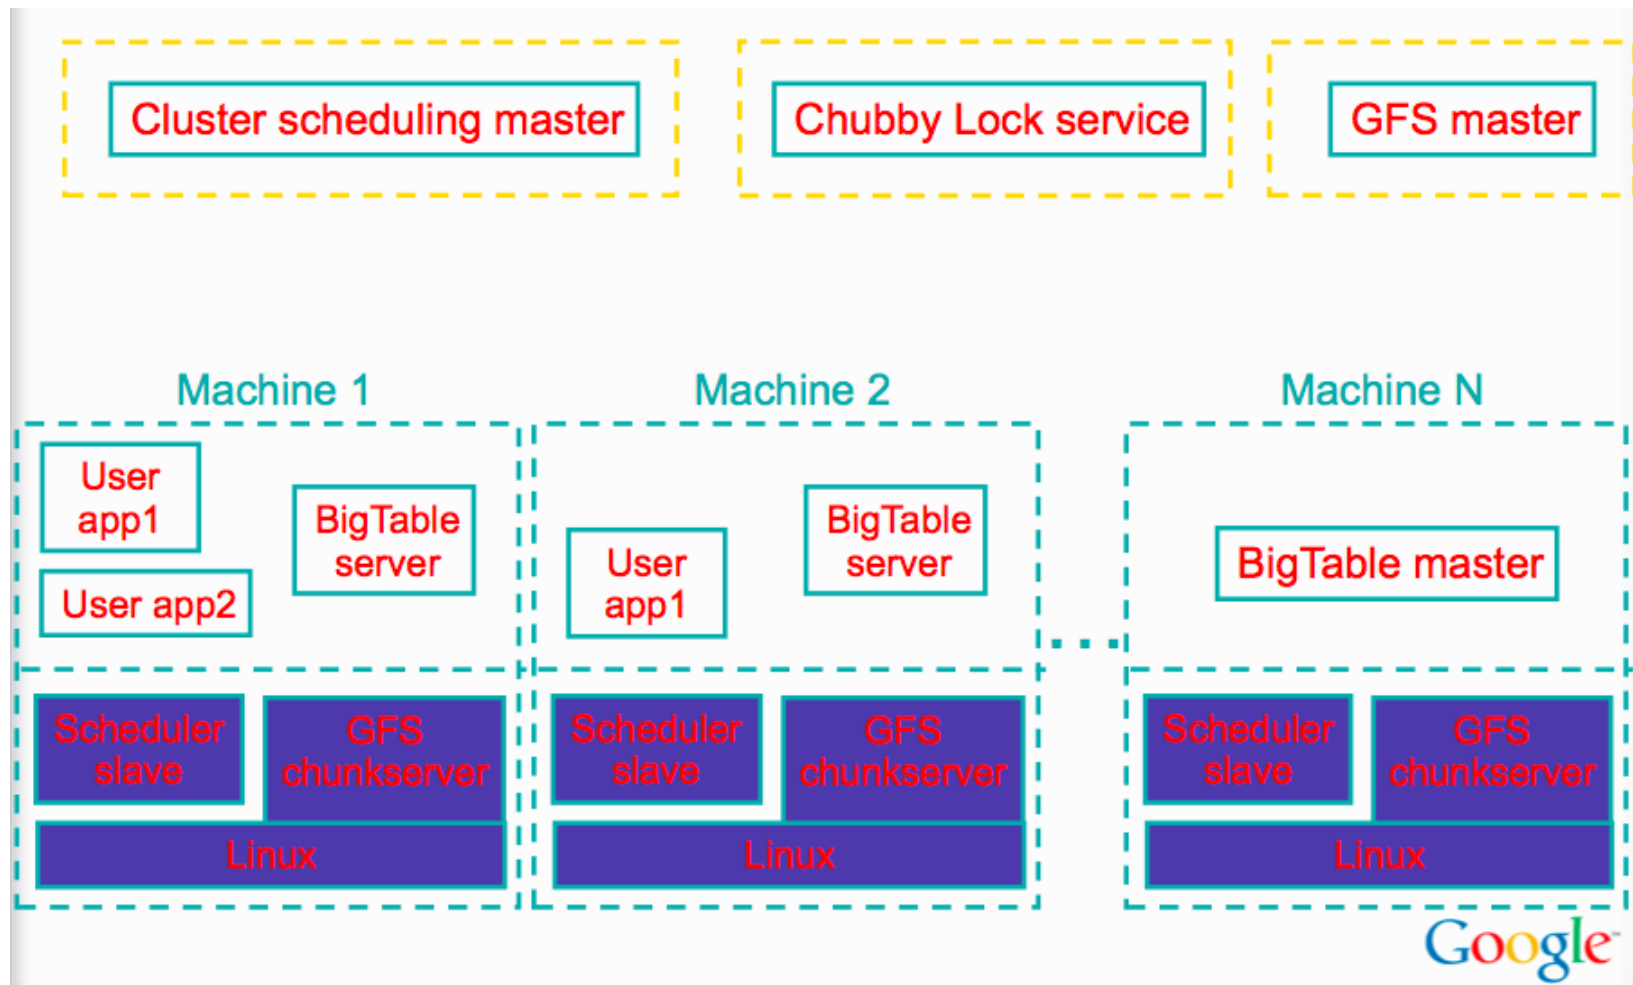 Cluster scheduling master
Chubby Lock service
GFS master
Machine 1
Machine 2
Machine N
User
app1
User app2
BigTable
server
User
app1
BigTable
server
BigTable master
...
Scheduler
slave
GFS
chunkserver
Linux
Scheduler
slave
GFS
chunkserver
Linux
Scheduler
slave
GFS
chunkserver
Linux
Google™